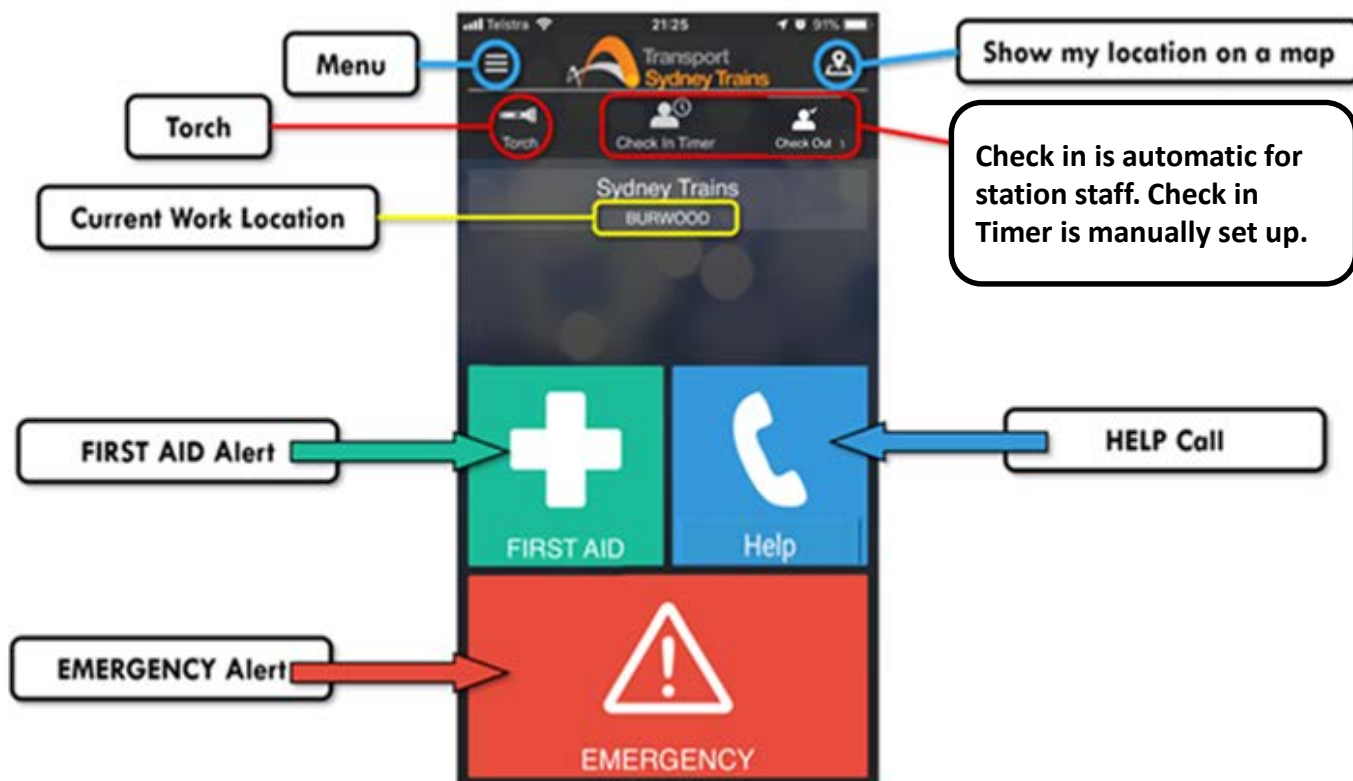 Telstra 21:25 91%
Menu
Transport
Sydney Trains
Show my location on a map
Torch
Torch
Check In Timer
Check Out
Check in is automatic for
station staff. Check in
Timer is manually set up.
Current Work Location
Sydney Trains
BURWOOD
FIRST AID Alert
FIRST AID
Help
HELP Call
EMERGENCY Alert
EMERGENCY